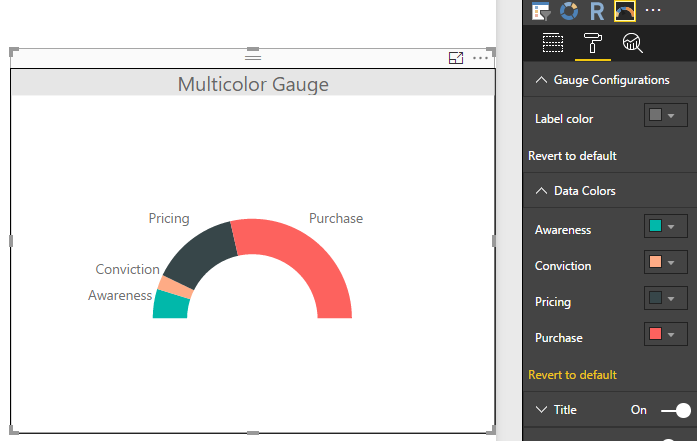 Multicolor Gauge
Pricing
Purchase
Conviction
Awareness
R
Gauge Configurations
Label color
Revert to default
Data Colors
Awareness
Conviction
Pricing
Purchase
Revert to default
Title On